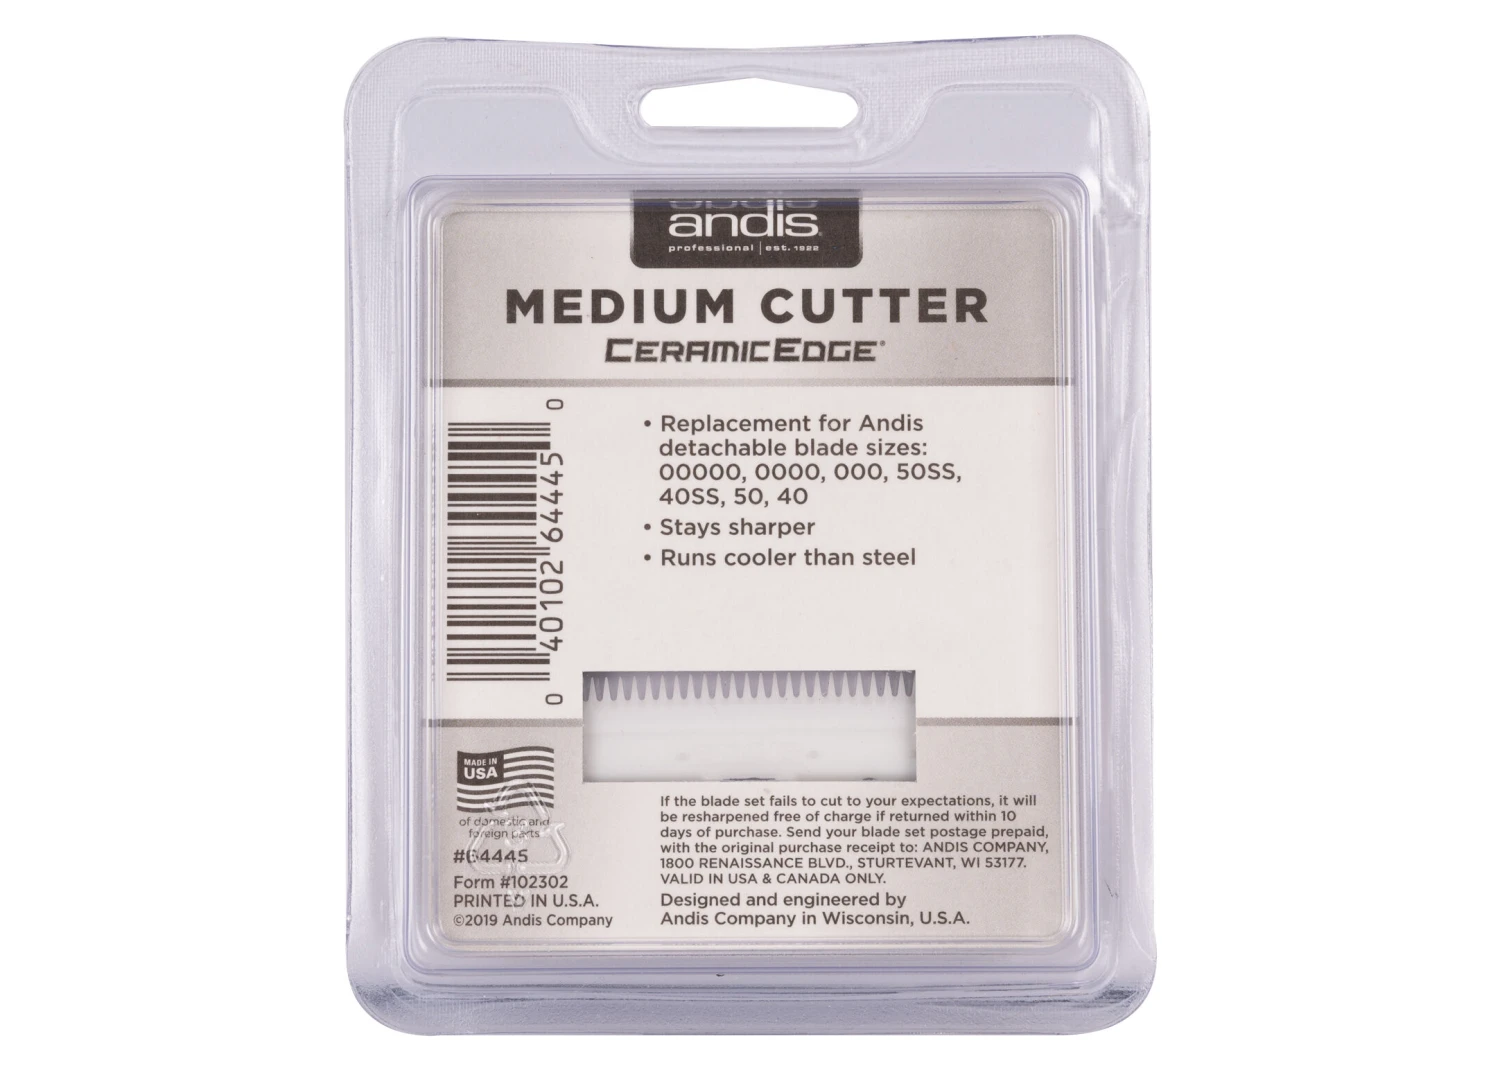 andis
professional | est. 1922
MEDIUM CUTTER
CERAMICEDGE®
• Replacement for Andis
detachable blade sizes:
00000, 0000, 000, 50SS,
40SS, 50, 40
• Stays sharper
• Runs cooler than steel
0 40102 64445 0
MADE IN
USA
of domestic and
foreign parts
#64445
Form #102302
PRINTED IN U.S.A.
©2019 Andis Company
If the blade set fails to cut to your expectations, it will
be resharpened free of charge if returned within 10
days of purchase. Send your blade set postage prepaid,
with the original purchase receipt to: ANDIS COMPANY,
1800 RENAISSANCE BLVD., STURTEVANT, WI 53177.
VALID IN USA & CANADA ONLY.
Designed and engineered by
Andis Company in Wisconsin, U.S.A.